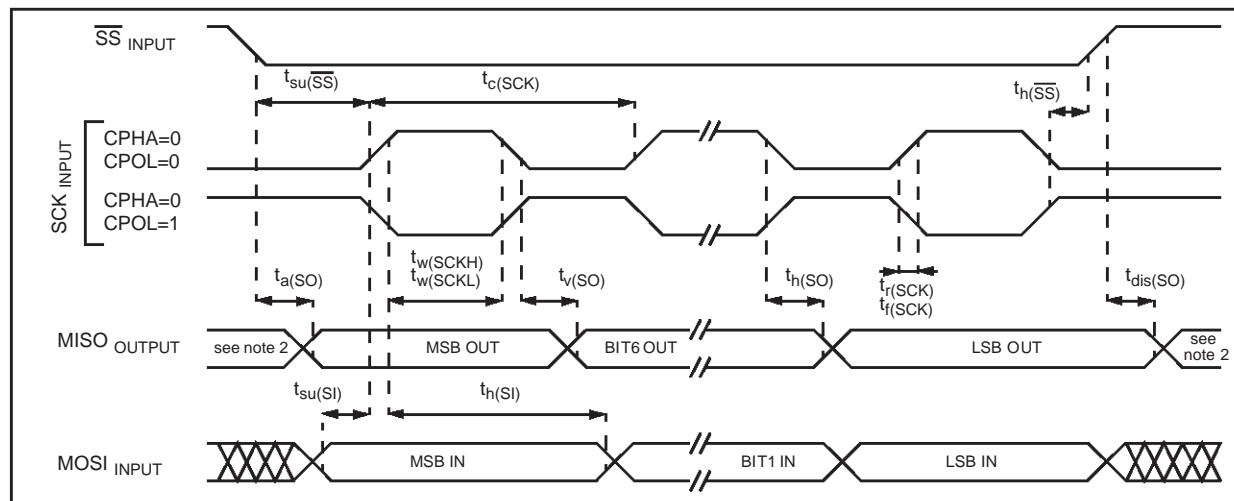 SS INPUT
tsu(SS)
tc(SCK)
th(SS)
SCK INPUT
CPHA=0
CPOL=0
CPHA=0
CPOL=1
ta(SO)
tw(SCKH)
tw(SCKL)
tv(SO)
th(SO)
tr(SCK)
tf(SCK)
tdis(SO)
MISO OUTPUT
see note 2
MSB OUT
BIT6 OUT
LSB OUT
see
note 2
tsu(SI)
th(SI)
MOSI INPUT
MSB IN
BIT1 IN
LSB IN